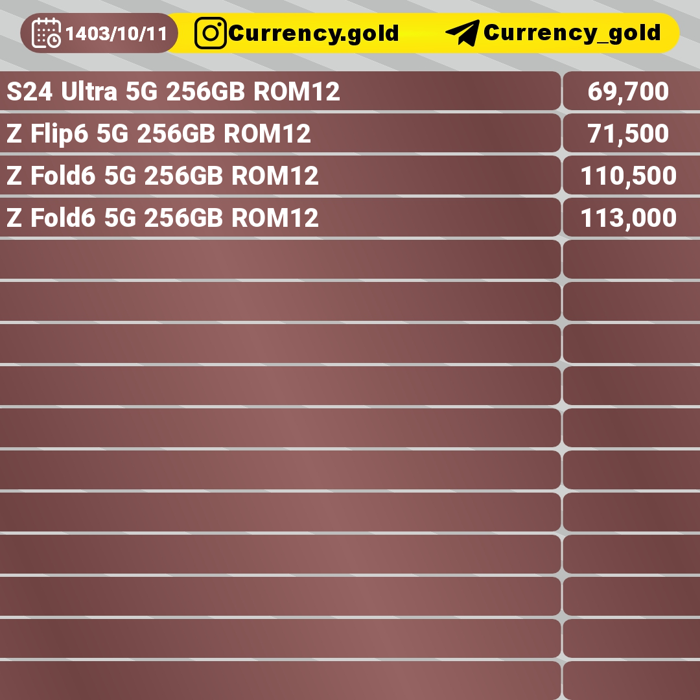 1403/10/11 Currency.gold Currency_gold
S24 Ultra 5G 256GB ROM12 69,700
Z Flip6 5G 256GB ROM12 71,500
Z Fold6 5G 256GB ROM12 110,500
Z Fold6 5G 256GB ROM12 113,000